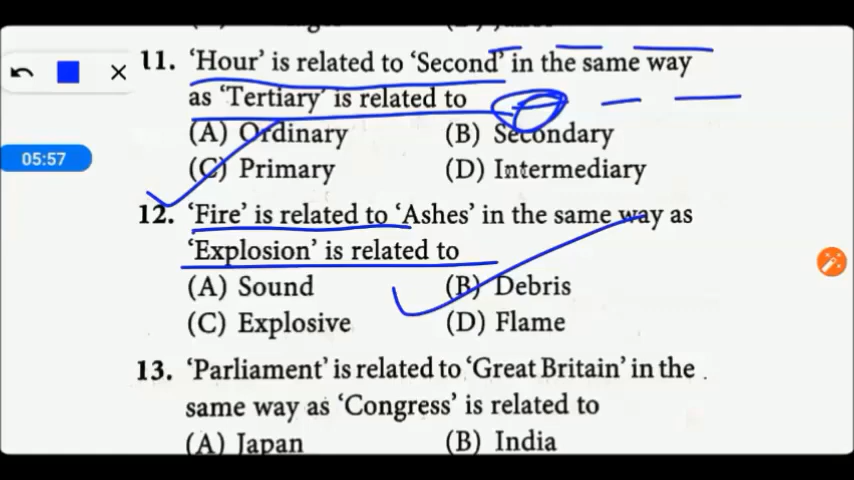 11. ‘Hour’ is related to ‘Second’ in the same way
as ‘Tertiary’ is related to
(A) Ordinary (B) Secondary
(C) Primary (D) Intermediary
05:57
12. ‘Fire’ is related to ‘Ashes’ in the same way as
‘Explosion’ is related to
(A) Sound (B) Debris
(C) Explosive (D) Flame
13. ‘Parliament’ is related to ‘Great Britain’ in the
same way as ‘Congress’ is related to
(A) Japan (B) India